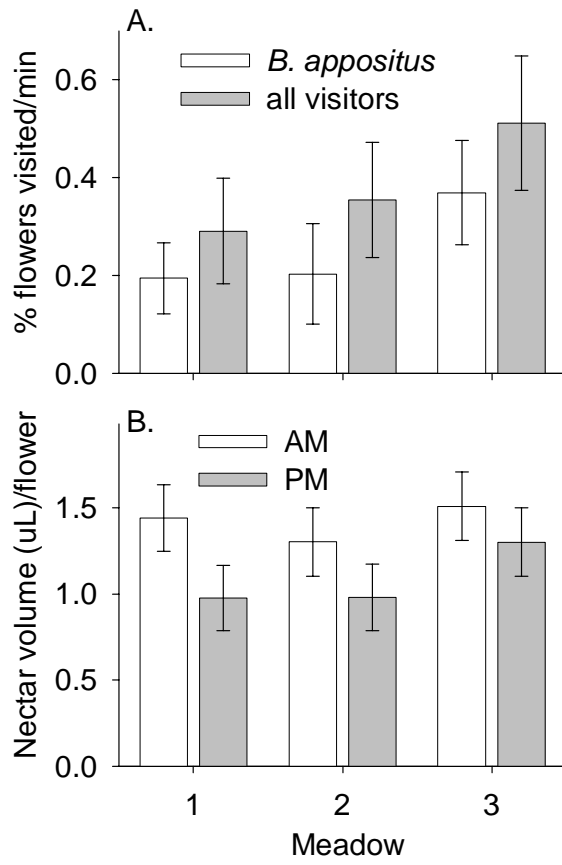 A.
B. appositus
all visitors
% flowers visited/min
0.6
0.4
0.2
0.0
B.
AM
PM
Nectar volume (uL)/flower
1.5
1.0
0.5
0.0
1 2 3
Meadow